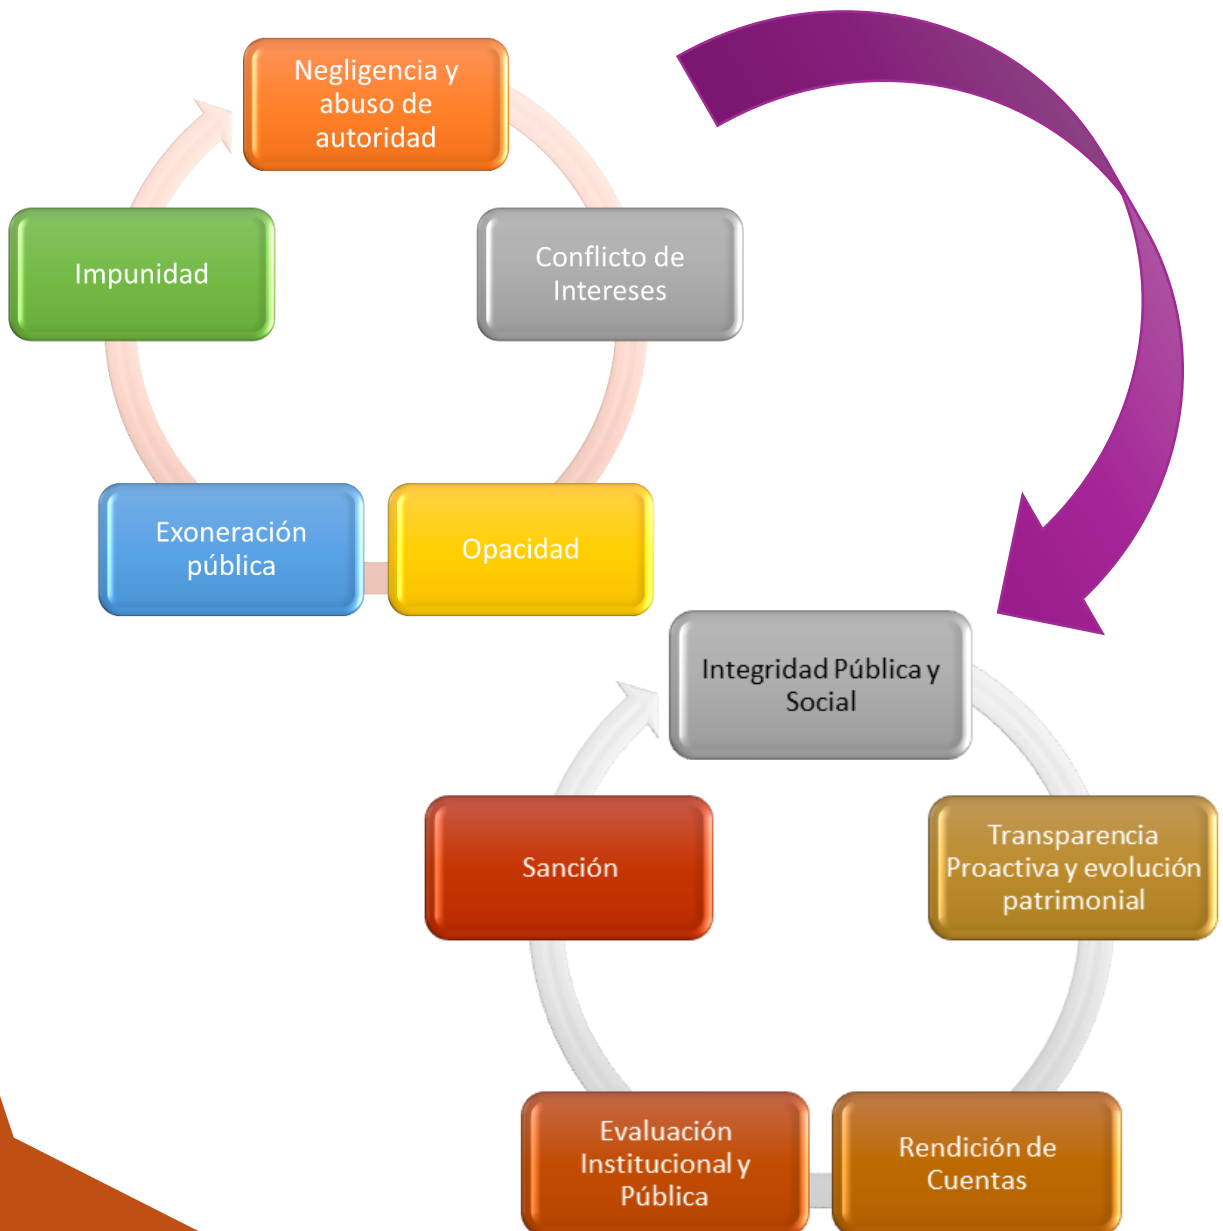 Negligencia y
abuso de
autoridad
Conflicto de
Intereses
Opacidad
Exoneración
pública
Impunidad
Integridad Pública y
Social
Transparencia
Proactiva y evolución
patrimonial
Rendición de
Cuentas
Evaluación
Institucional y
Pública
Sanción